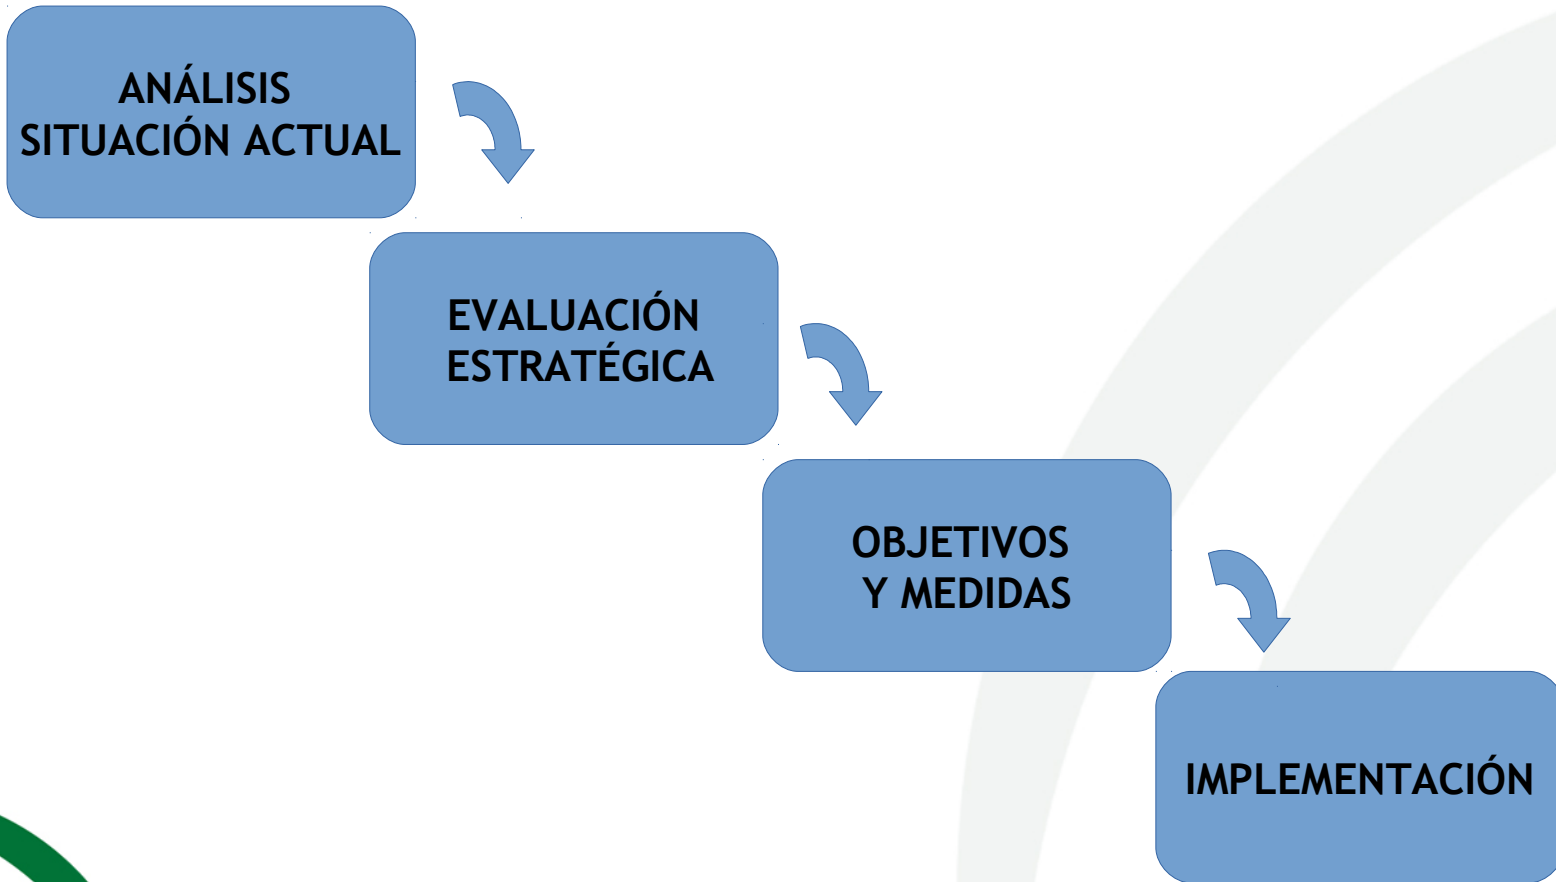 ANÁLISIS
SITUACIÓN ACTUAL
EVALUACIÓN
ESTRATÉGICA
OBJETIVOS
Y MEDIDAS
IMPLEMENTACIÓN